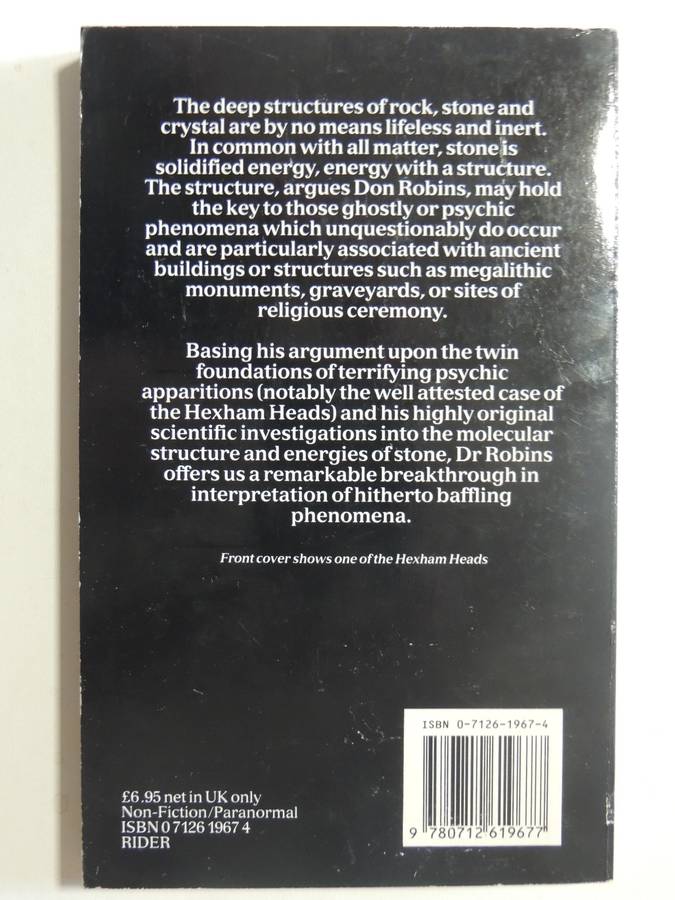 The deep structures of rock, stone and
crystal are by no means lifeless and inert.
In common with all matter, stone is
solidified energy, energy with a structure.
The structure, argues Don Robins, may hold
the key to those ghostly or psychic
phenomena which unquestionably do occur
and are particularly associated with ancient
buildings or structures such as megalithic
monuments, graveyards, or sites of
religious ceremony.
Basing his argument upon the twin
foundations of terrifying psychic
apparitions (notably the well attested case of
the Hexham Heads) and his highly original
scientific investigations into the molecular
structure and energies of stone, Dr Robins
offers us a remarkable breakthrough in
interpretation of hitherto baffling
phenomena.
Front cover shows one of the Hexham Heads
ISBN 0-7126-1967-4
9 780712 619677
£6.95 net in UK only
Non-Fiction/Paranormal
ISBN 0 7126 1967 4
RIDER